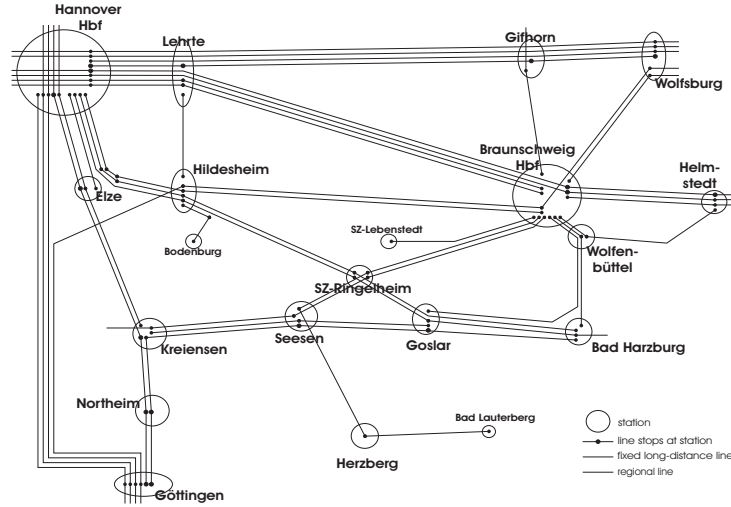 Hannover
Hbf
Lehrte
Gifhorn
Wolfsburg
Braunschweig
Hbf
Helm-
stedt
Hildesheim
Elze
SZ-Lebenstedt
Bodenburg
Wolfen-
büttel
SZ-Ringelheim
Seesen
Goslar
Bad Harzburg
Kreiensen
Northeim
Bad Lauterberg
Herzberg
Göttingen
station
line stops at station
fixed long-distance line
regional line